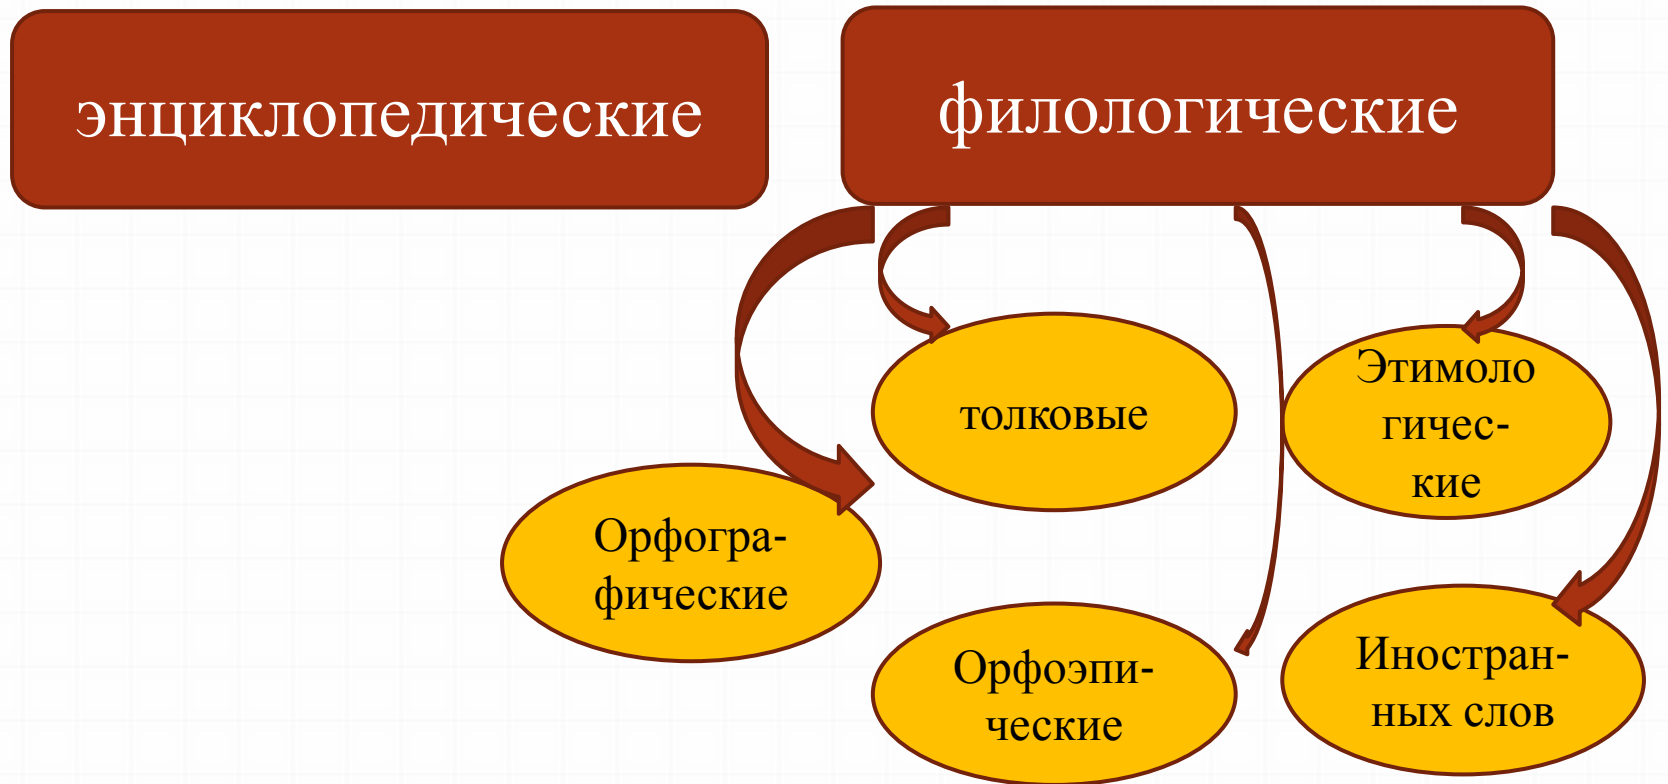 энциклопедические
филологические
толковые
Этимоло
гичес-
кие
Орфогра-
фические
Орфоэпи-
ческие
Иностран-
ных слов